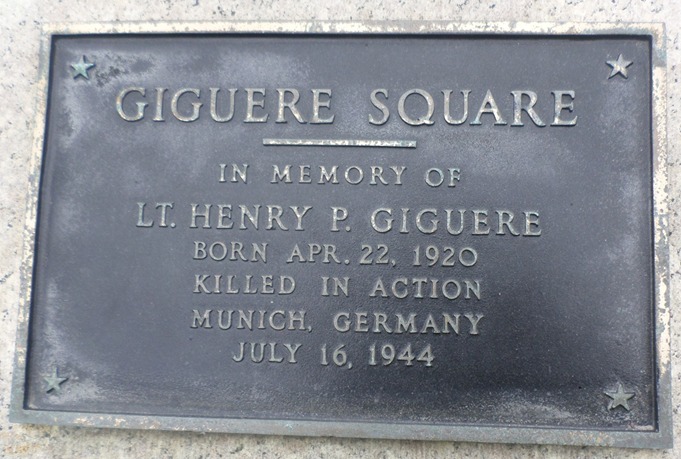 GIGUERE SQUARE
IN MEMORY OF
LT. HENRY P. GIGUERE
BORN APR. 22, 1920
KILLED IN ACTION
MUNICH, GERMANY
JULY 16, 1944